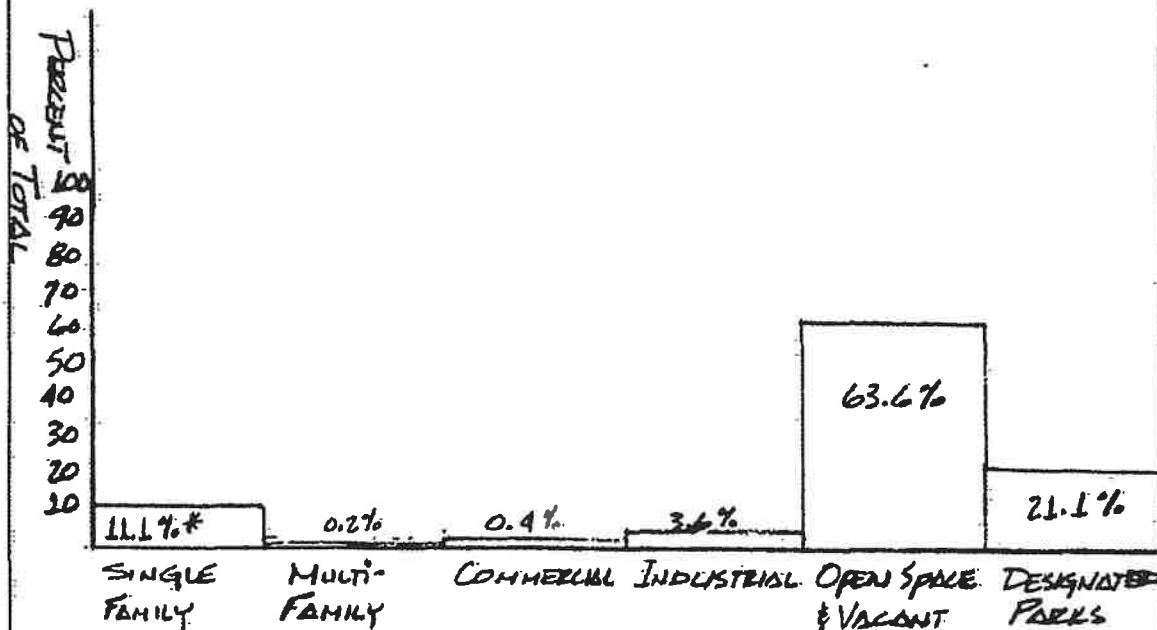 PERCENT
OF TOTAL
100
90
80
70
60
50
40
30
20
10
11.1%*
0.2%
0.4%
3.6%
63.6%
21.1%
SINGLE
FAMILY
MULTI-
FAMILY
COMMERCIAL
INDUSTRIAL
OPEN SPACE
& VACANT
DESIGNATED
PARKS